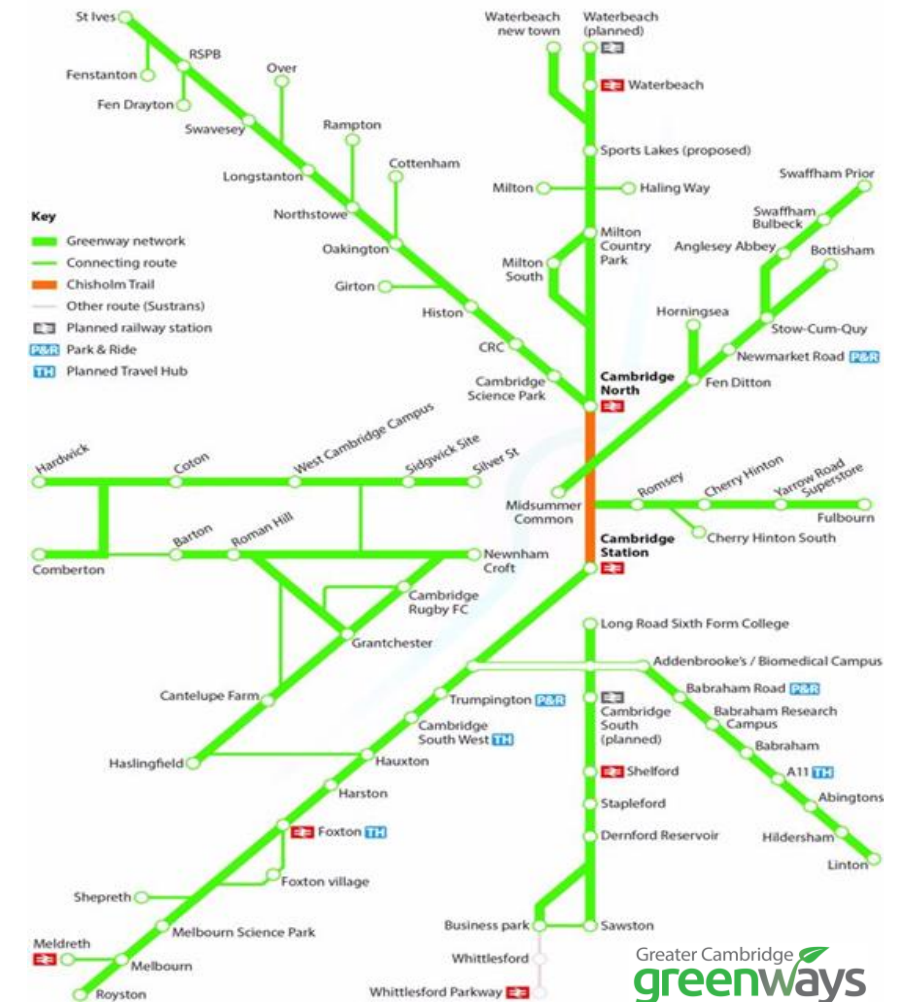 St Ives
Fenstanton
RSPB
Fen Drayton
Swavesey
Over
Longstanton
Rampton
Northstowe
Cottenham
Oakington
Girton
Histon
CRC
Cambridge
Science Park
Waterbeach
new town
Waterbeach
(planned)
Waterbeach
Sports Lakes (proposed)
Milton
Haling Way
Milton
Country
Park
Milton
South
Swaffham Prior
Swaffham
Bulbeck
Anglesey Abbey
Bottisham
Horningsea
Stow-Cum-Quy
Newmarket Road P&R
Fen Ditton
Cambridge
North
Key
Greenway network
Connecting route
Chisholm Trail
Other route (Sustrans)
Planned railway station
P&R Park & Ride
TH Planned Travel Hub
Hardwick
Coton
West Cambridge Campus
Sidgwick Site
Silver St
Midsummer
Common
Romsey
Cherry Hinton
Yarrow Road
Superstore
Fulbourn
Cherry Hinton South
Cambridge
Station
Comberton
Barton
Roman Hill
Newnham
Croft
Cambridge
Rugby FC
Grantchester
Cantelupe Farm
Haslingfield
Long Road Sixth Form College
Addenbrooke's / Biomedical Campus
Trumpington P&R
Cambridge
South West TH
Hauxton
Harston
Foxton TH
Foxton village
Shepreth
Melbourn Science Park
Meldreth
Melbourn
Royston
Cambridge
South
(planned)
Shelford
Stapleford
Dernford Reservoir
Business park
Sawston
Whittlesford
Whittlesford Parkway
Babraham Road P&R
Babraham Research
Campus
Babraham
A11 TH
Abingtons
Hildersham
Linton
Greater Cambridge
greenways